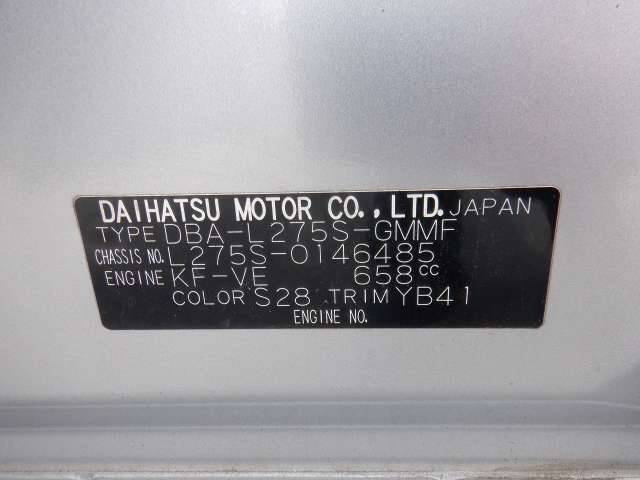 DAIHATSU MOTOR CO., LTD. JAPAN
TYPE DBA-L275S-GMMF
CHASSIS NO. L275S-0146485
ENGINE KF-VE 658cc
COLOR S28 TRIM YB41
ENGINE NO.